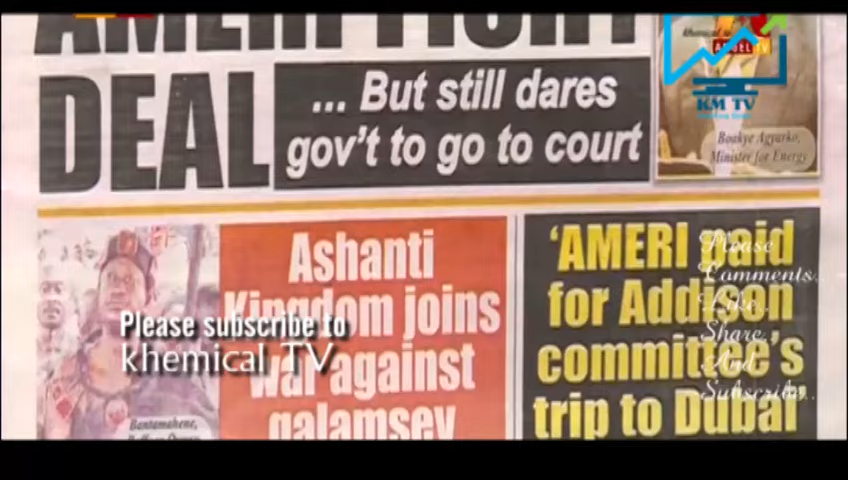 DEAL
... But still dares
gov't to go to court
KM TV
Boakye Agyarko,
Minister for Energy
Ashanti
Kingdom joins
war against
galamsey
Bantamahene,
'AMERI paid
for Addison
committee's
trip to Dubai'
Please subscribe to
khemical TV
Please
Comments..
Like..
Share..
And
Subscribe..